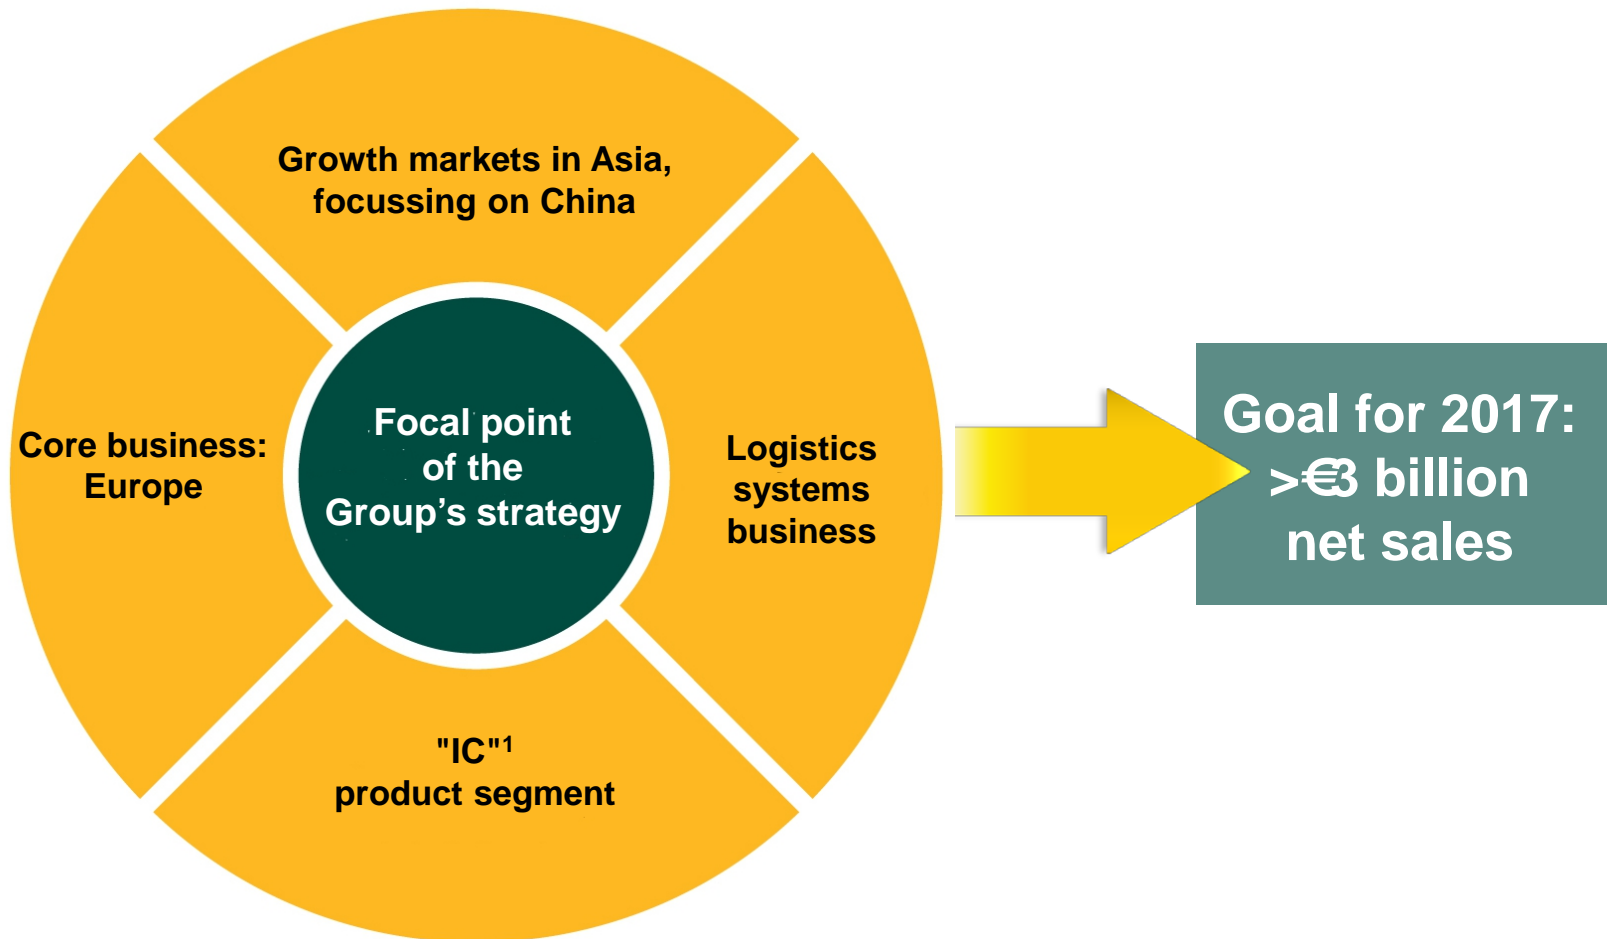 Growth markets in Asia,
focussing on China
Core business:
Europe
Focal point
of the
Group’s strategy
Logistics
systems
business
"IC"¹
product segment
Goal for 2017:
>€3 billion
net sales